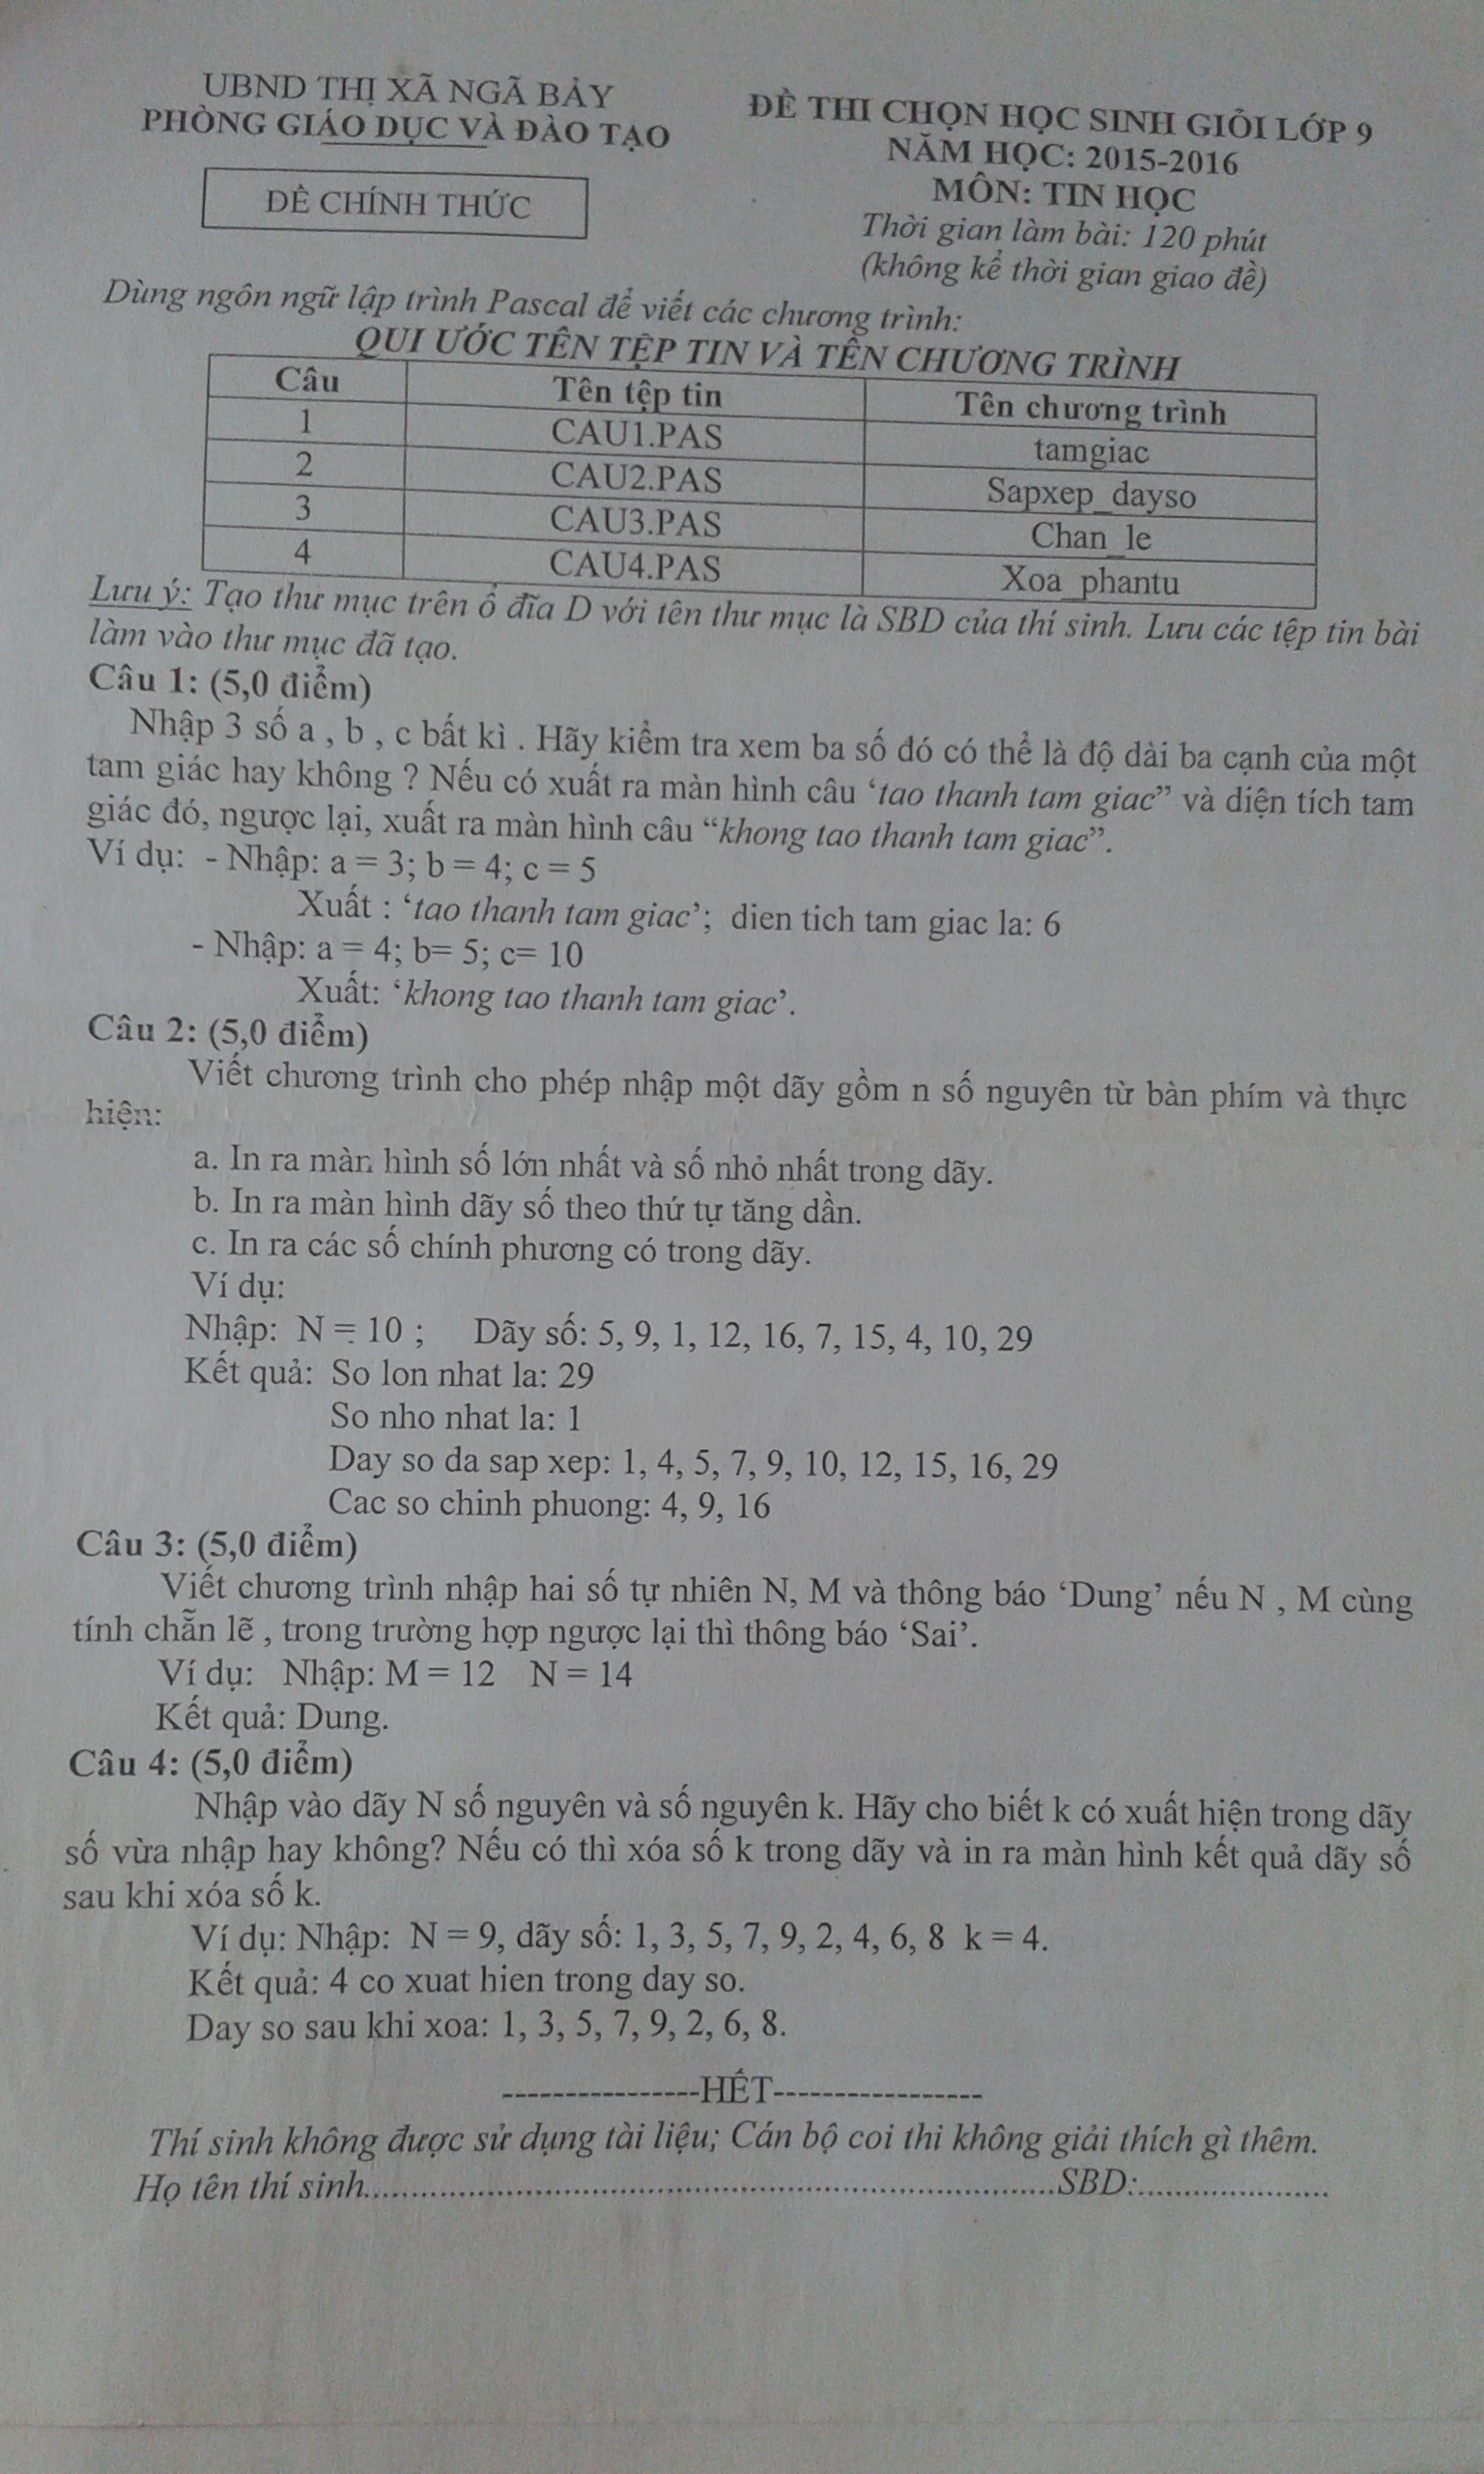 UBND THỊ XÃ NGÃ BẢY
PHÒNG GIÁO DỤC VÀ ĐÀO TẠO
ĐỀ CHÍNH THỨC
ĐỀ THI CHỌN HỌC SINH GIỎI LỚP 9
NĂM HỌC: 2015-2016
MÔN: TIN HỌC
Thời gian làm bài: 120 phút
(không kể thời gian giao đề)
Dùng ngôn ngữ lập trình Pascal để viết các chương trình:
QUI ƯỚC TÊN TỆP TIN VÀ TÊN CHƯƠNG TRÌNH
Câu Tên tệp tin Tên chương trình
1 CAU1.PAS tamgiac
2 CAU2.PAS Sapxep_dayso
3 CAU3.PAS Chan_le
4 CAU4.PAS Xoa_phantu
Lưu ý: Tạo thư mục trên ổ đĩa D với tên thư mục là SBD của thí sinh. Lưu các tệp tin bài
làm vào thư mục đã tạo.
Câu 1: (5,0 điểm)
Nhập 3 số a , b , c bất kì . Hãy kiểm tra xem ba số đó có thể là độ dài ba cạnh của một
tam giác hay không ? Nếu có xuất ra màn hình câu ‘tao thanh tam giac” và diện tích tam
giác đó, ngược lại, xuất ra màn hình câu “khong tao thanh tam giac”.
Ví dụ: - Nhập: a = 3; b = 4; c = 5
Xuất : ‘tao thanh tam giac’; dien tich tam giac la: 6
- Nhập: a = 4; b= 5; c= 10
Xuất: ‘khong tao thanh tam giac’.
Câu 2: (5,0 điểm)
Viết chương trình cho phép nhập một dãy gồm n số nguyên từ bàn phím và thực
hiện:
a. In ra màn hình số lớn nhất và số nhỏ nhất trong dãy.
b. In ra màn hình dãy số theo thứ tự tăng dần.
c. In ra các số chính phương có trong dãy.
Ví dụ:
Nhập: N = 10 ; Dãy số: 5, 9, 1, 12, 16, 7, 15, 4, 10, 29
Kết quả: So lon nhat la: 29
So nho nhat la: 1
Day so da sap xep: 1, 4, 5, 7, 9, 10, 12, 15, 16, 29
Cac so chinh phuong: 4, 9, 16
Câu 3: (5,0 điểm)
Viết chương trình nhập hai số tự nhiên N, M và thông báo ‘Dung’ nếu N , M cùng
tính chẵn lẽ , trong trường hợp ngược lại thì thông báo ‘Sai’.
Ví dụ: Nhập: M = 12 N = 14
Kết quả: Dung.
Câu 4: (5,0 điểm)
Nhập vào dãy N số nguyên và số nguyên k. Hãy cho biết k có xuất hiện trong dãy
số vừa nhập hay không? Nếu có thì xóa số k trong dãy và in ra màn hình kết quả dãy số
sau khi xóa số k.
Ví dụ: Nhập: N = 9, dãy số: 1, 3, 5, 7, 9, 2, 4, 6, 8 k = 4.
Kết quả: 4 co xuat hien trong day so.
Day so sau khi xoa: 1, 3, 5, 7, 9, 2, 6, 8.
-----------------HẾT------------------
Thí sinh không được sử dụng tài liệu; Cán bộ coi thi không giải thích gì thêm.
Họ tên thí sinh...........................................................................SBD:.....................